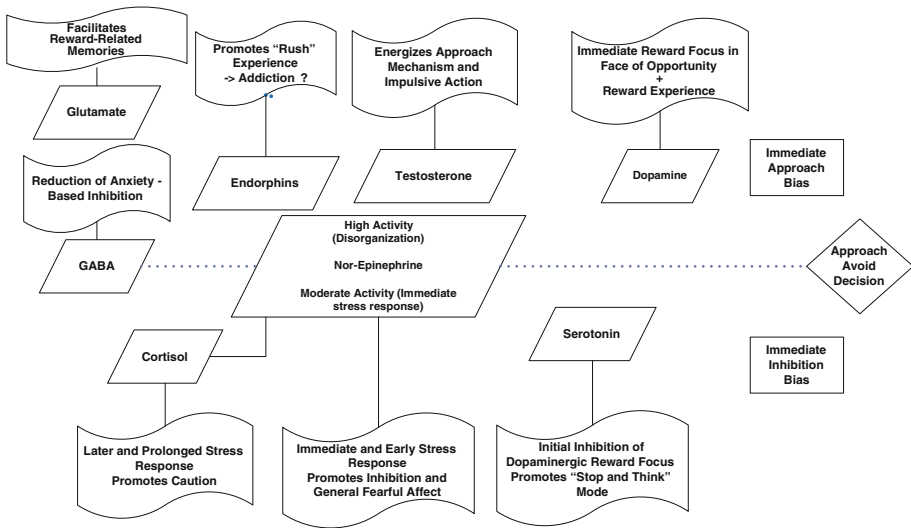 Facilitates
Reward-Related
Memories
Promotes “Rush”
Experience
-> Addiction ?
Energizes Approach
Mechanism and
Impulsive Action
Immediate Reward Focus in
Face of Opportunity
+
Reward Experience
Glutamate
Reduction of Anxiety -
Based Inhibition
Endorphins
Testosterone
Dopamine
Immediate
Approach
Bias
High Activity
(Disorganization)
Nor-Epinephrine
Moderate Activity (Immediate
stress response)
GABA
Approach
Avoid
Decision
Cortisol
Serotonin
Immediate
Inhibition
Bias
Later and Prolonged Stress
Response
Promotes Caution
Immediate and Early Stress
Response
Promotes Inhibition and
General Fearful Affect
Initial Inhibition of
Dopaminergic Reward Focus
Promotes “Stop and Think”
Mode